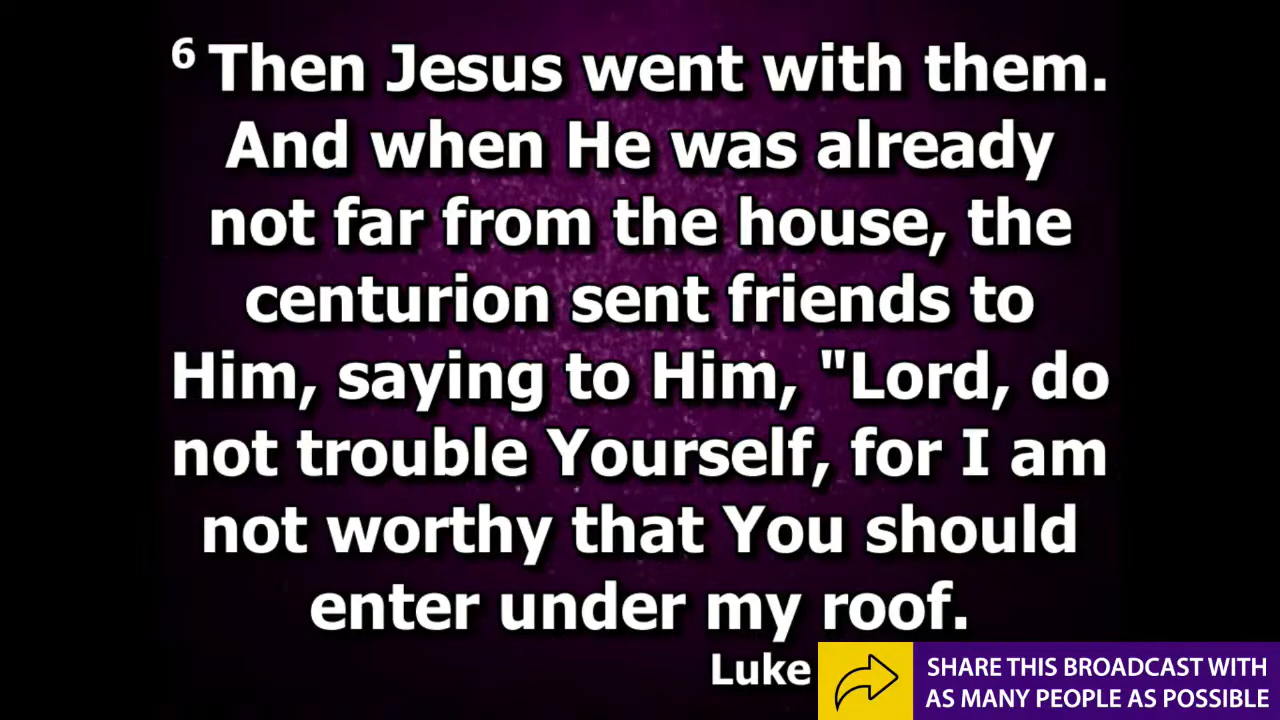 6 Then Jesus went with them.
And when He was already
not far from the house, the
centurion sent friends to
Him, saying to Him, "Lord, do
not trouble Yourself, for I am
not worthy that You should
enter under my roof.
Luke
SHARE THIS BROADCAST WITH
AS MANY PEOPLE AS POSSIBLE